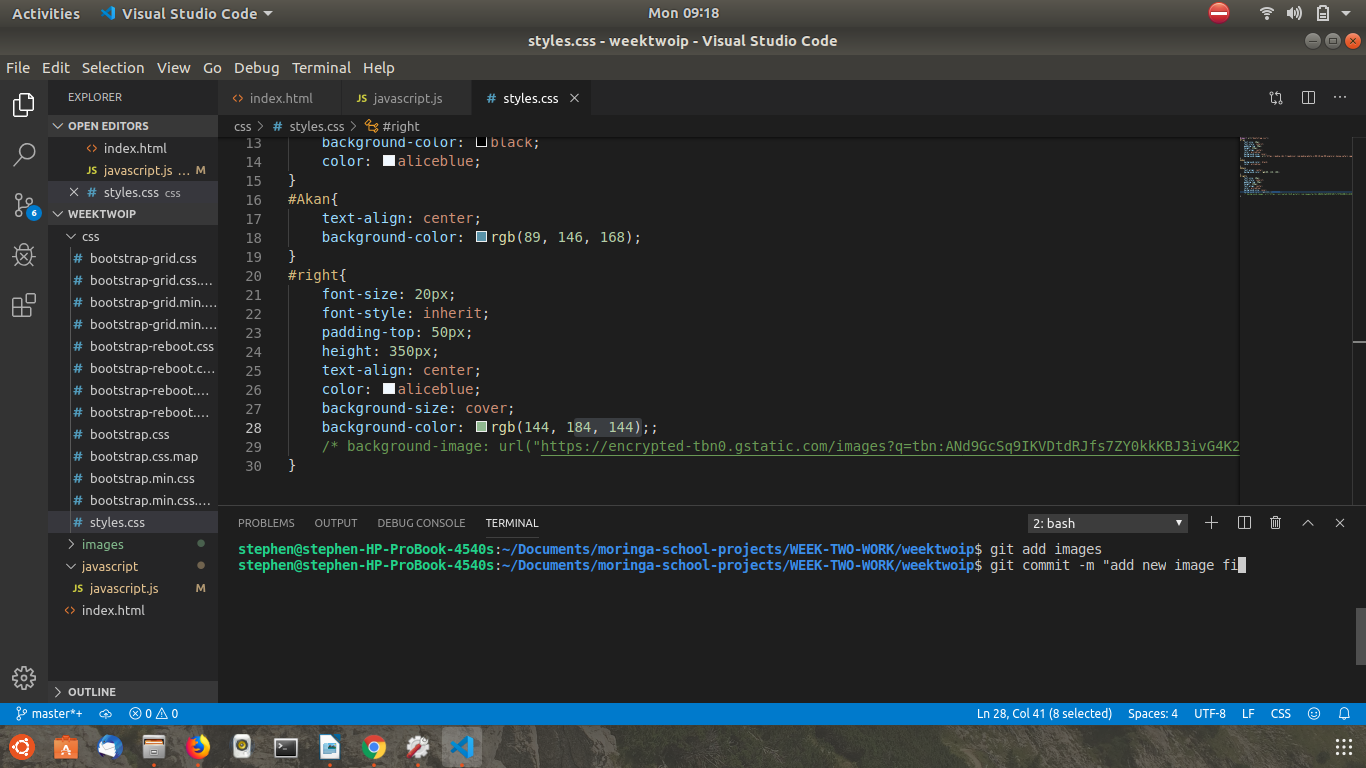 Activities Visual Studio Code Mon 09:18
styles.css - weektwoip - Visual Studio Code
File Edit Selection View Go Debug Terminal Help
EXPLORER
OPEN EDITORS
index.html
javascript.js ... M
styles.css css
WEEKTWOIP
css
bootstrap-grid.css
bootstrap-grid.css....
bootstrap-grid.min....
bootstrap-grid.min....
bootstrap-reboot.css
bootstrap-reboot.c...
bootstrap-reboot....
bootstrap-reboot....
bootstrap.css
bootstrap.css.map
bootstrap.min.css
bootstrap.min.css....
styles.css
images
javascript
javascript.js M
index.html
OUTLINE
6
index.html javascript.js styles.css
css > styles.css > #right
13 background-color: black;
14 color: aliceblue;
15 }
16 #Akan{
17 text-align: center;
18 background-color: rgb(89, 146, 168);
19 }
20 #right{
21 font-size: 20px;
22 font-style: inherit;
23 padding-top: 50px;
24 height: 350px;
25 text-align: center;
26 color: aliceblue;
27 background-size: cover;
28 background-color: rgb(144, 184, 144);;
29 /* background-image: url("https://encrypted-tbn0.gstatic.com/images?q=tbn:ANd9GcSq9IKVDtdRJfs7ZY0kkKBJ3ivG4K2
30 }
PROBLEMS OUTPUT DEBUG CONSOLE TERMINAL 2: bash
stephen@stephen-HP-ProBook-4540s:~/Documents/moringa-school-projects/WEEK-TWO-WORK/weektwoip$ git add images
stephen@stephen-HP-ProBook-4540s:~/Documents/moringa-school-projects/WEEK-TWO-WORK/weektwoip$ git commit -m "add new image fi
master*+ 0 0 Ln 28, Col 41 (8 selected) Spaces: 4 UTF-8 LF CSS